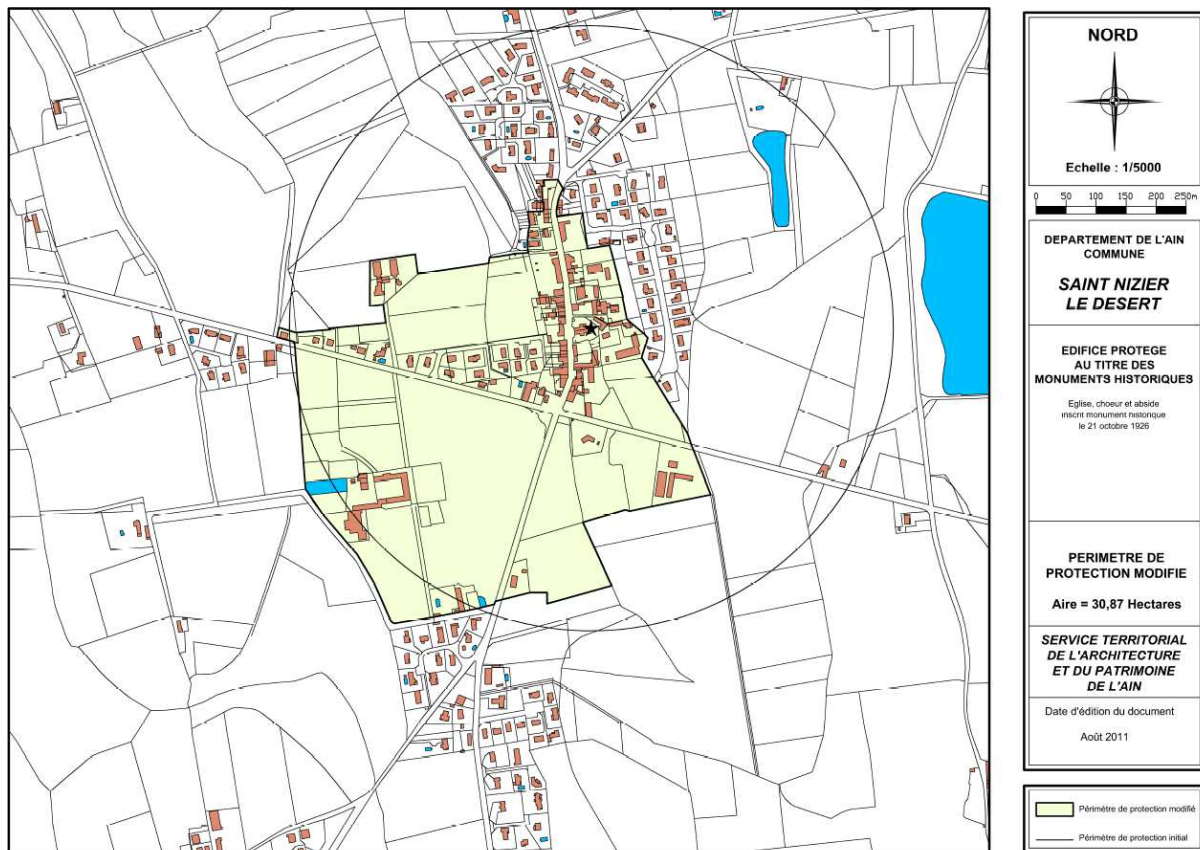 NORD
Echelle : 1/5000
0 50 100 150 200 250m
DEPARTEMENT DE L'AIN
COMMUNE
SAINT NIZIER
LE DESERT
EDIFICE PROTEGE
AU TITRE DES
MONUMENTS HISTORIQUES
Eglise, choeur et abside
inscrit monument historique
le 21 octobre 1926
PERIMETRE DE
PROTECTION MODIFIE
Aire = 30,87 Hectares
SERVICE TERRITORIAL
DE L'ARCHITECTURE
ET DU PATRIMOINE
DE L'AIN
Date d'édition du document
Août 2011
Périmètre de protection modifié
Périmètre de protection initial